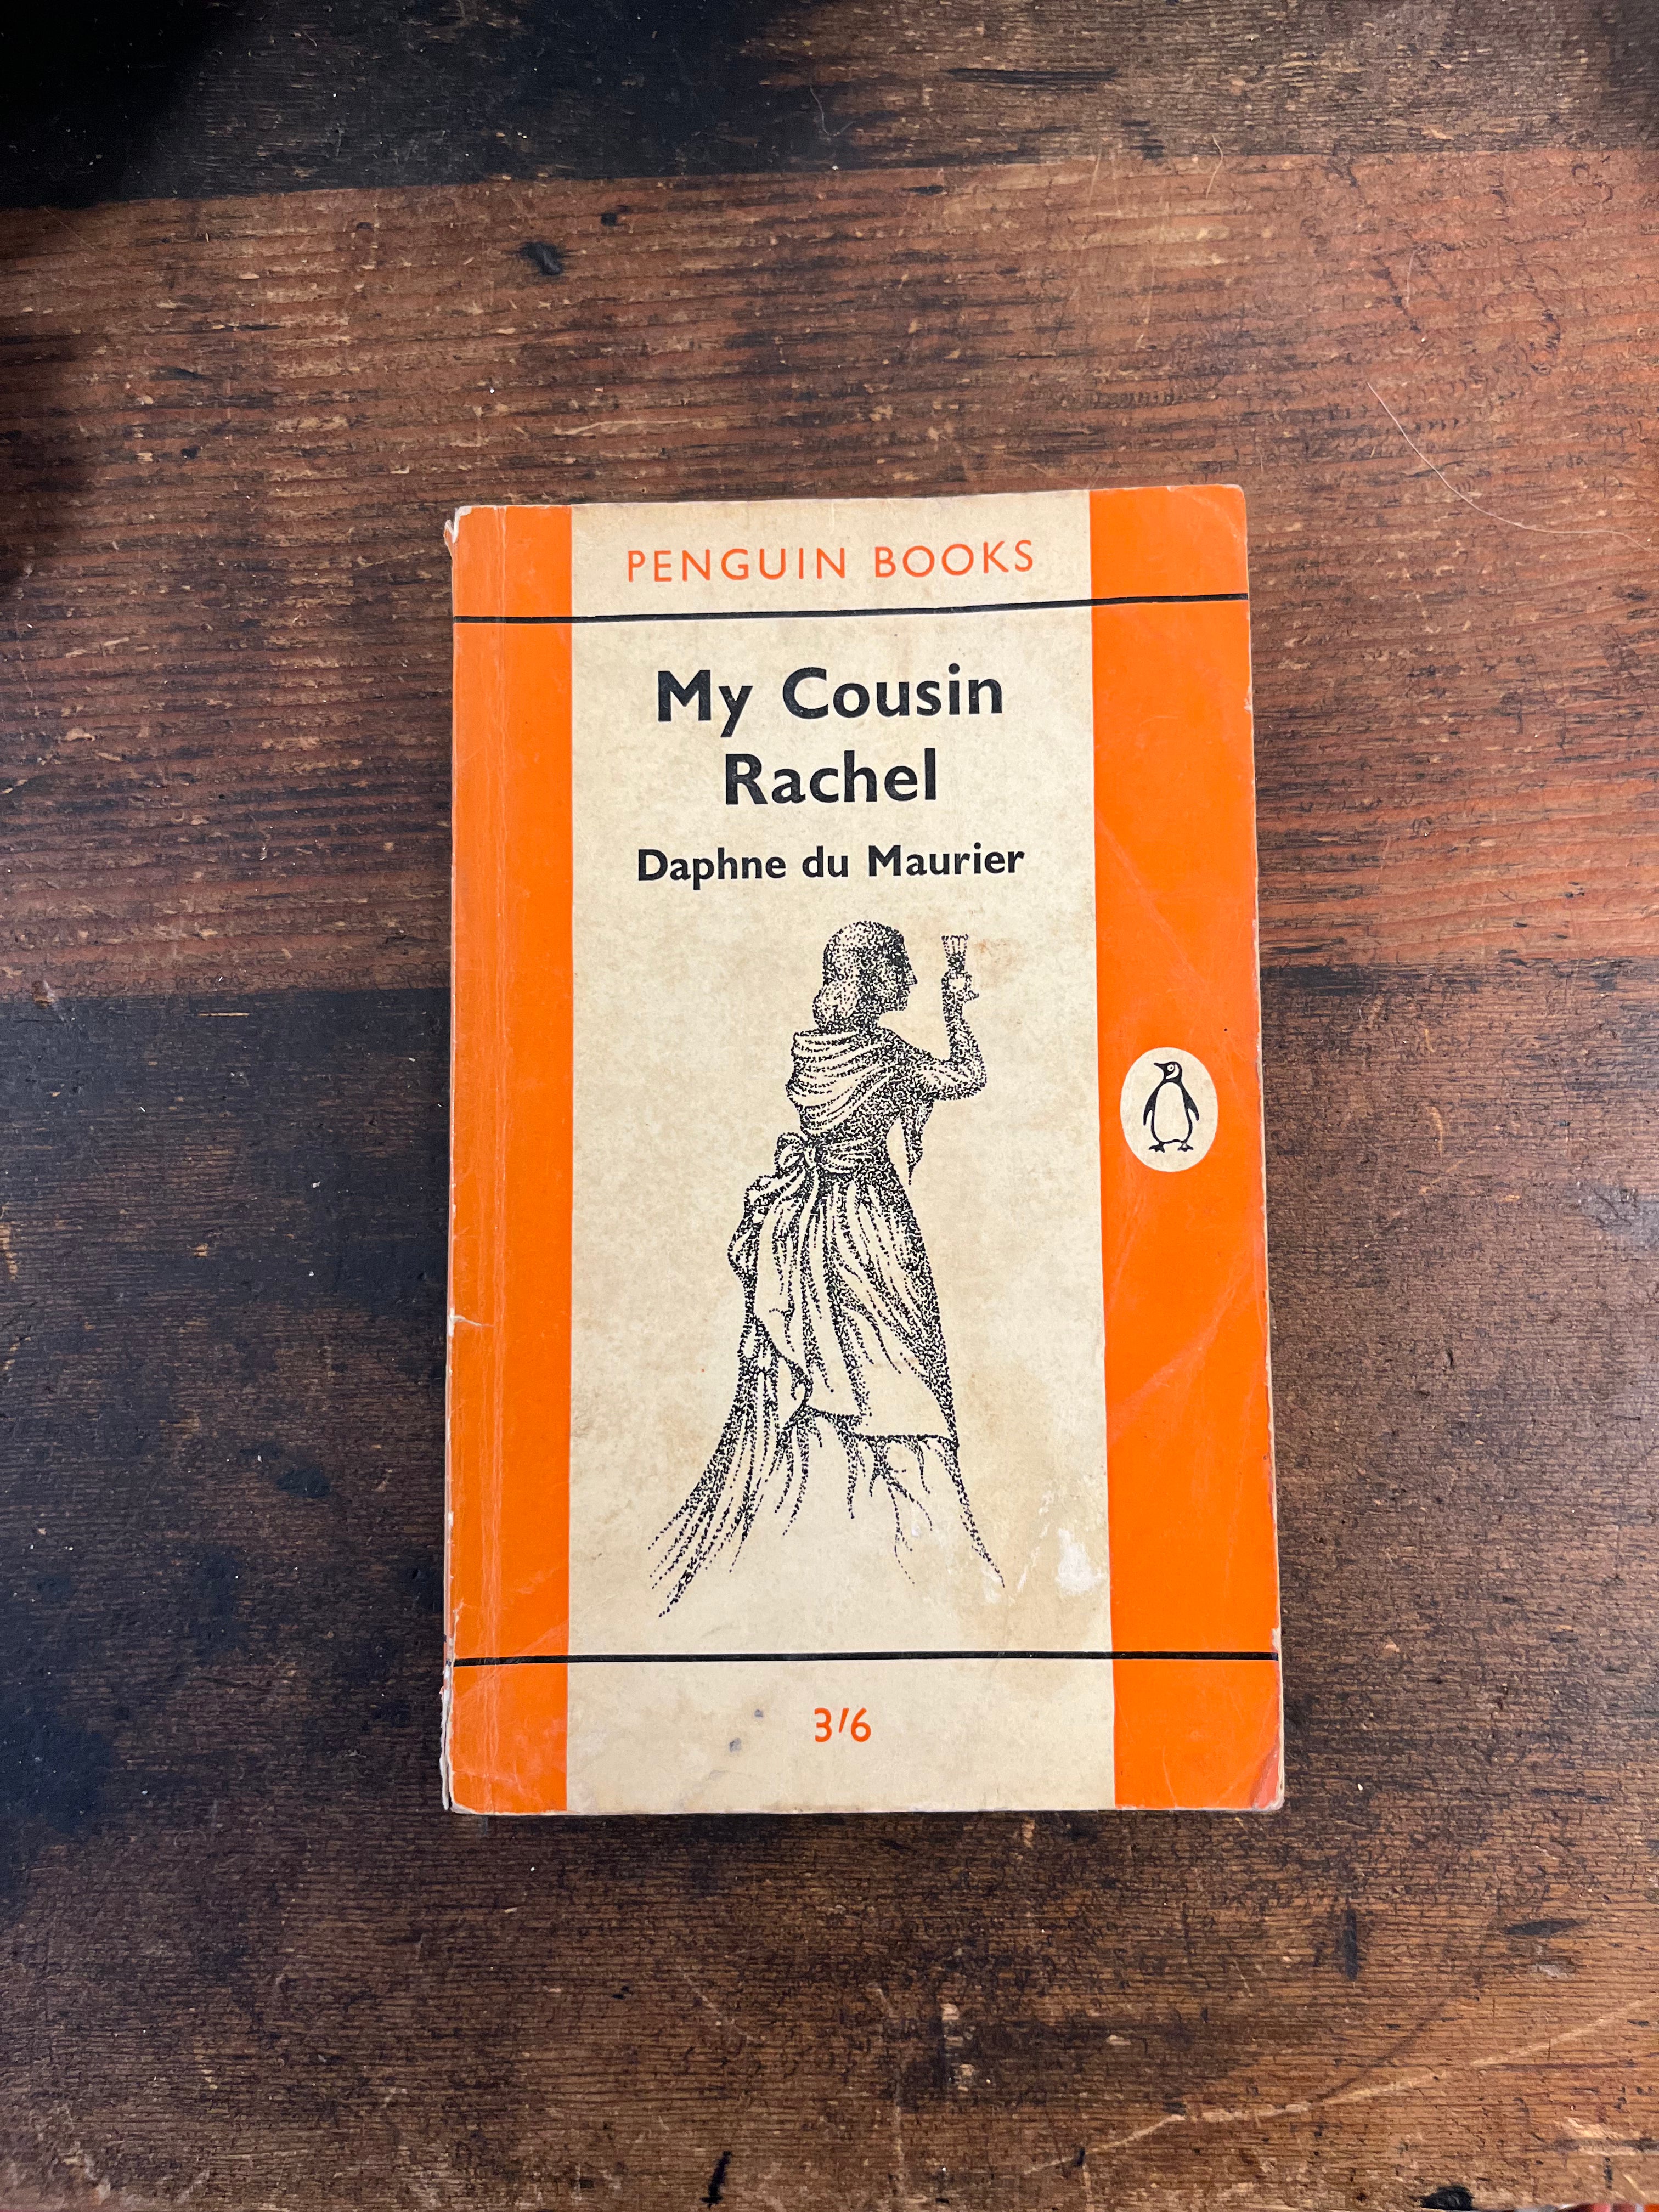 PENGUIN BOOKS
My Cousin
Rachel
Daphne du Maurier
3/6